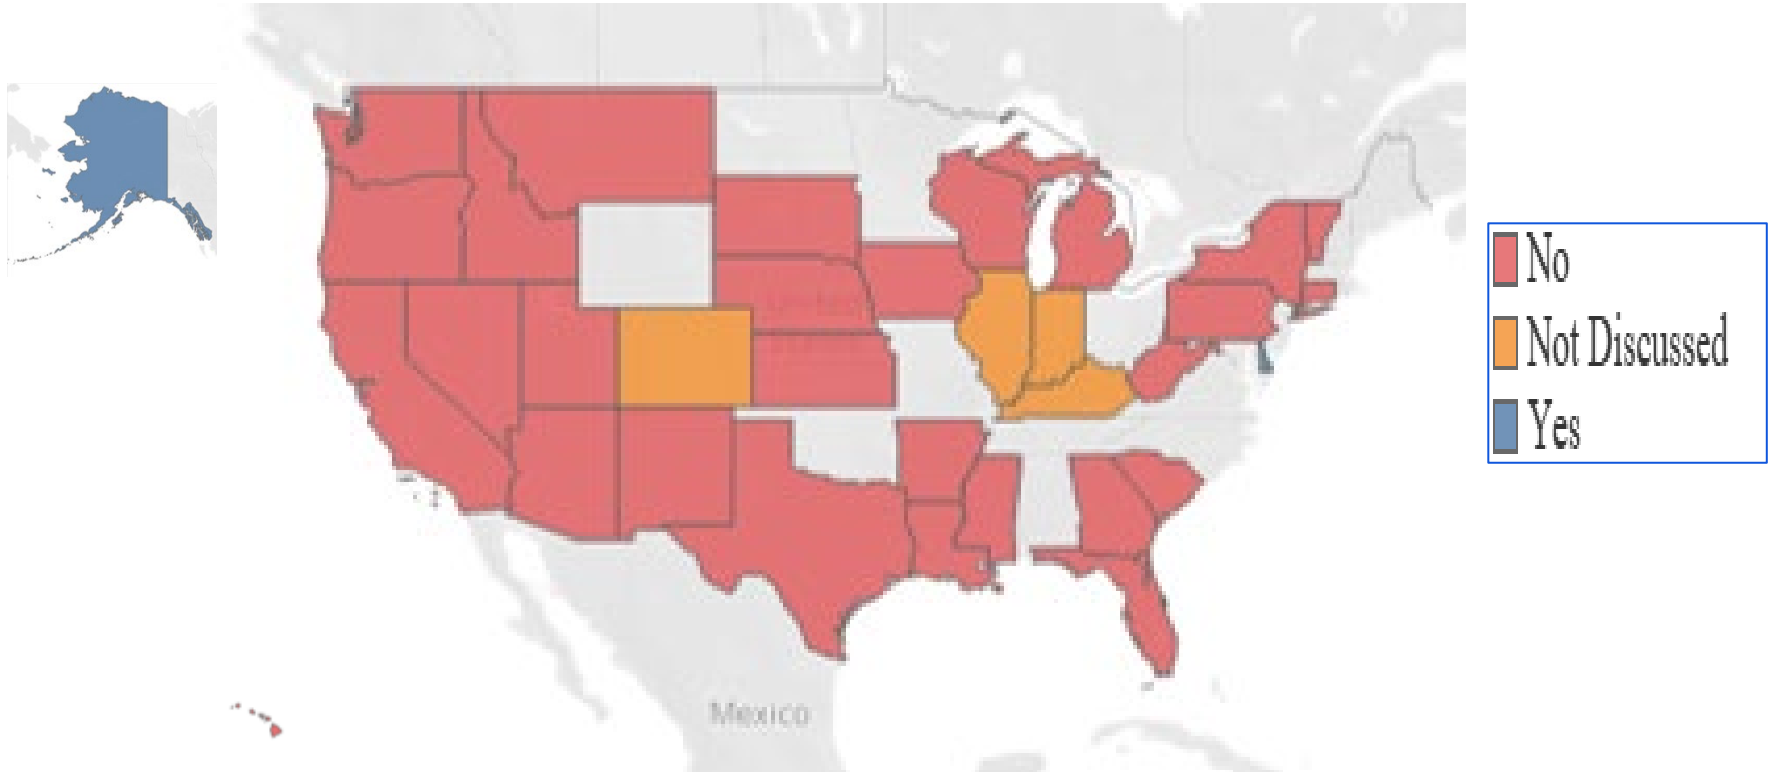 No
Not Discussed
Yes
Mexico